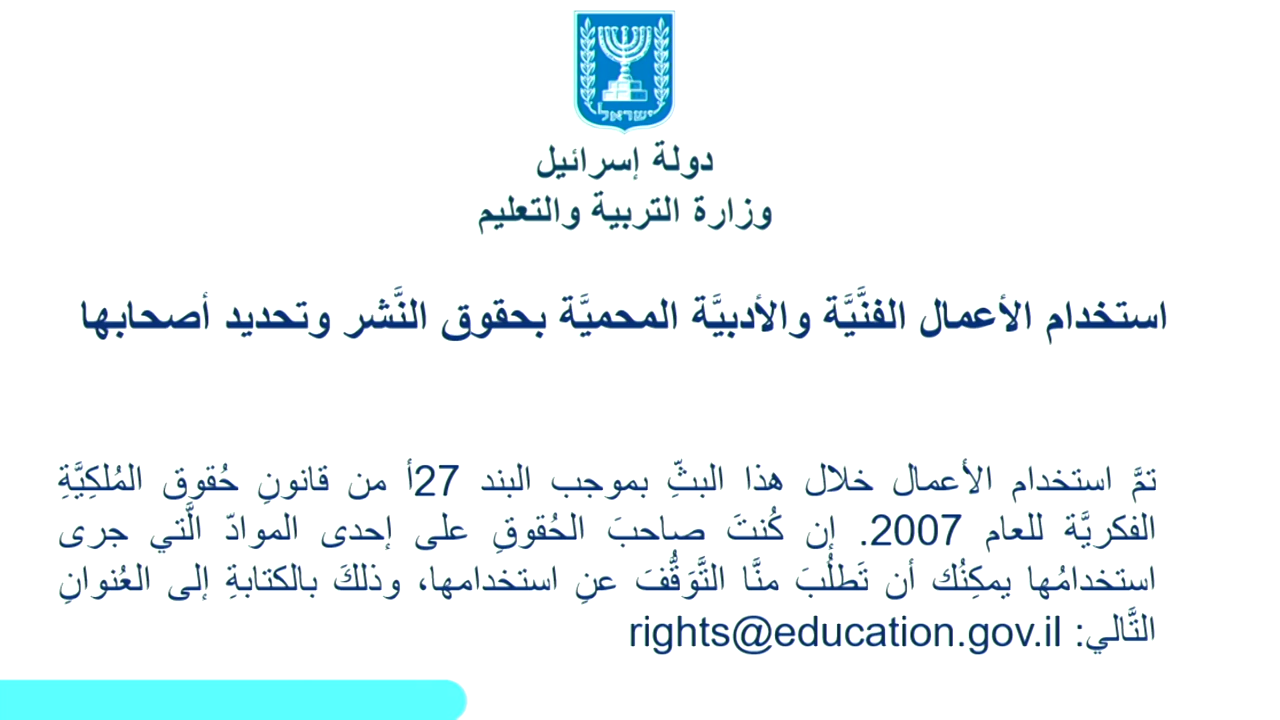 ישראל
دولة إسرائيل
وزارة التربية والتعليم
استخدام الأعمال الفنَّيَّة والأدبيَّة المحميَّة بحقوق النَّشر وتحديد أصحابها
تمَّ استخدام الأعمال خلال هذا البثِّ بموجب البند 27أ من قانونِ حُقوق المُلكِيَّةِ
الفكريَّة للعام 2007. إن كُنتَ صاحبَ الحُقوقِ على إحدى الموادّ الَّتي جرى
استخدامُها يمكِنُك أن تَطلُبَ منَّا التَّوَقُّفَ عنِ استخدامها، وذلكَ بالكتابةِ إلى العُنوانِ
التَّالي: rights@education.gov.il